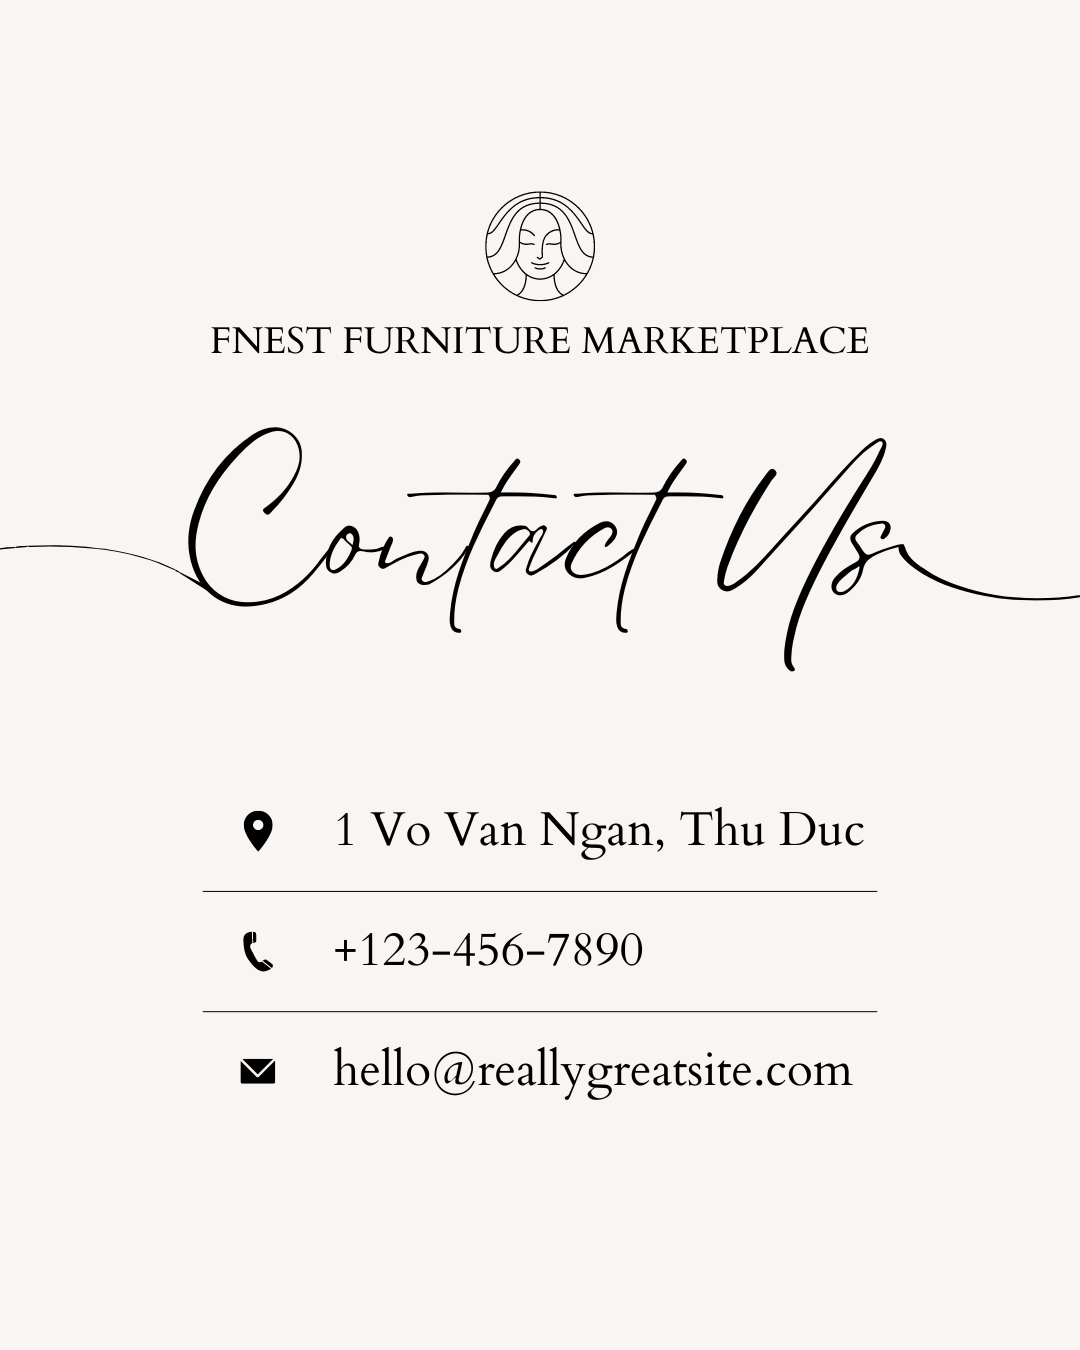 FNEST FURNITURE MARKETPLACE
Contact Us
1 Vo Van Ngan, Thu Duc
+123-456-7890
hello@reallygreatsite.com